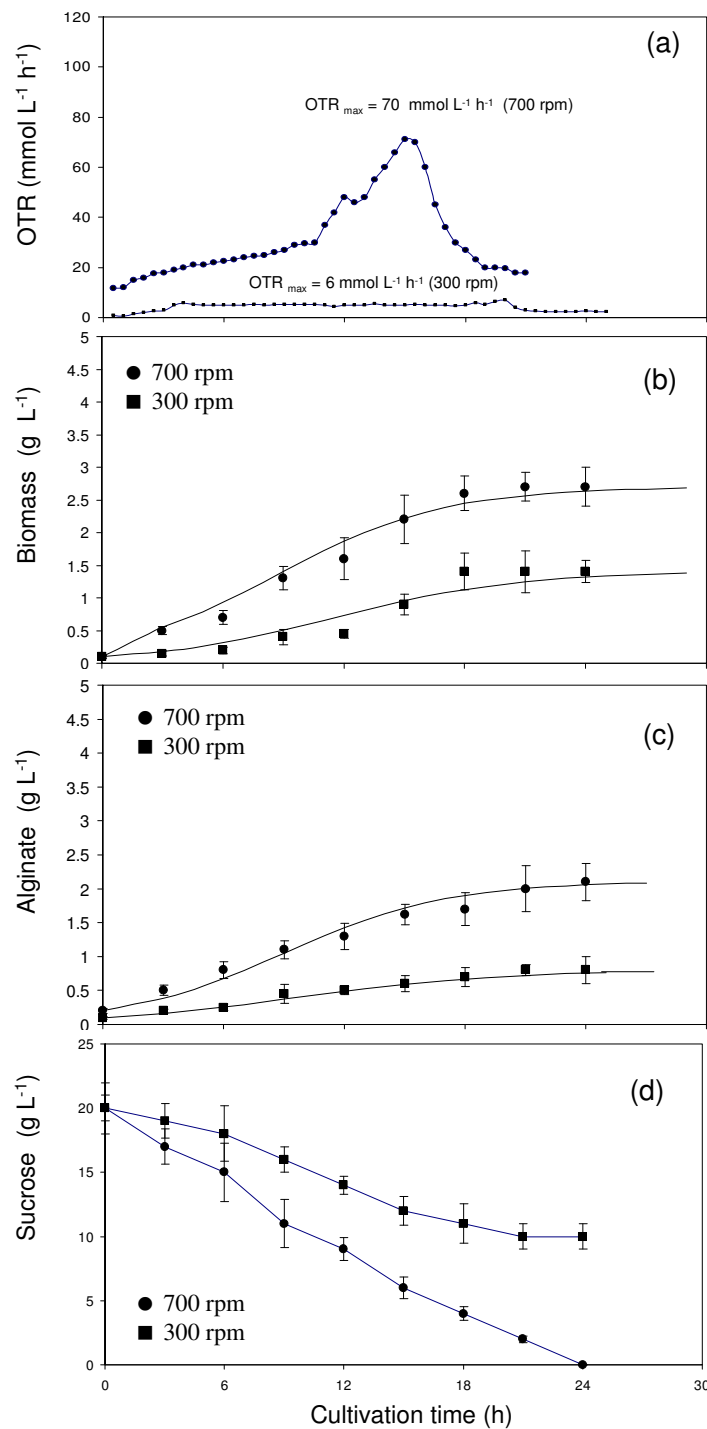 (a)
OTR (mmol L⁻¹ h⁻¹)
120
100
80
60
40
20
0
OTR max = 70 mmol L⁻¹ h⁻¹ (700 rpm)
OTR max = 6 mmol L⁻¹ h⁻¹ (300 rpm)
(b)
Biomass (g L⁻¹)
5
4.5
4
3.5
3
2.5
2
1.5
1
0.5
0
700 rpm
300 rpm
(c)
Alginate (g L⁻¹)
5
4.5
4
3.5
3
2.5
2
1.5
1
0.5
0
700 rpm
300 rpm
(d)
Sucrose (g L⁻¹)
25
20
15
10
5
0
700 rpm
300 rpm
0 6 12 18 24 30
Cultivation time (h)